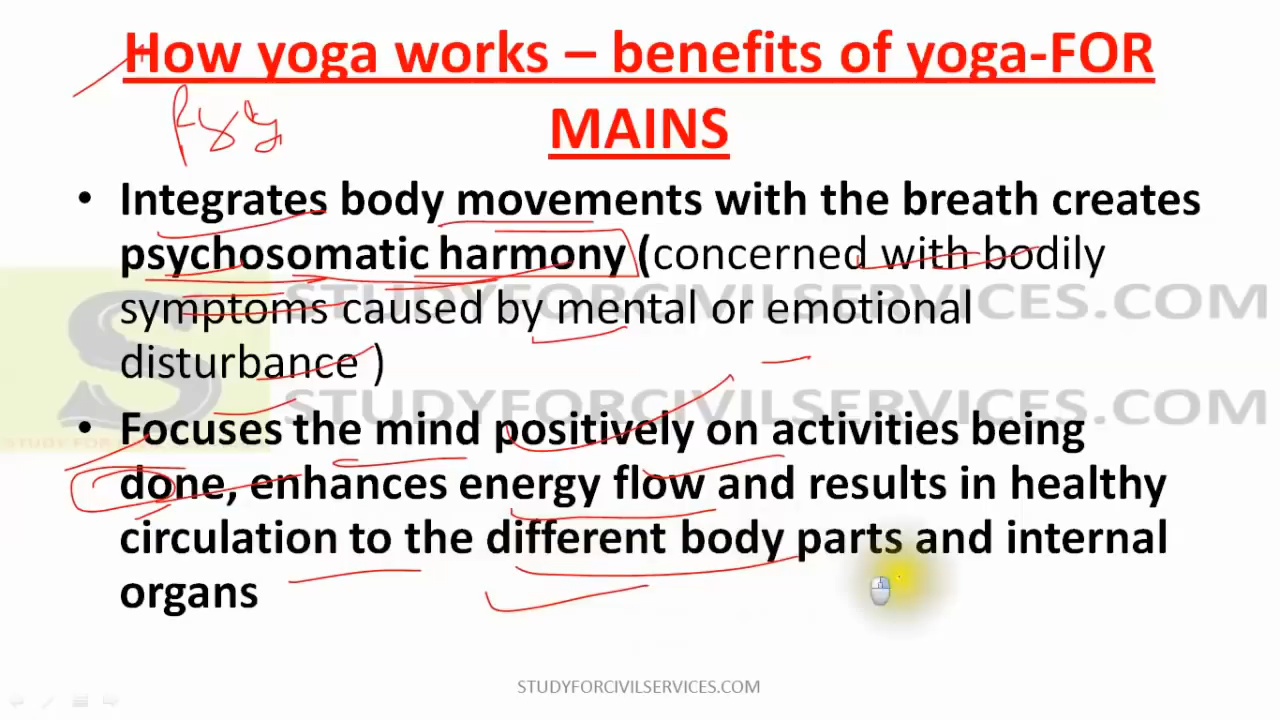 How yoga works – benefits of yoga-FOR
MAINS
• Integrates body movements with the breath creates
psychosomatic harmony (concerned with bodily
symptoms caused by mental or emotional
disturbance )
• Focuses the mind positively on activities being
done, enhances energy flow and results in healthy
circulation to the different body parts and internal
organs
STUDYFORCIVILSERVICES.COM
STUDYFORCIVILSERVICES.COM
STUDYFORCIVILSERVICES.COM